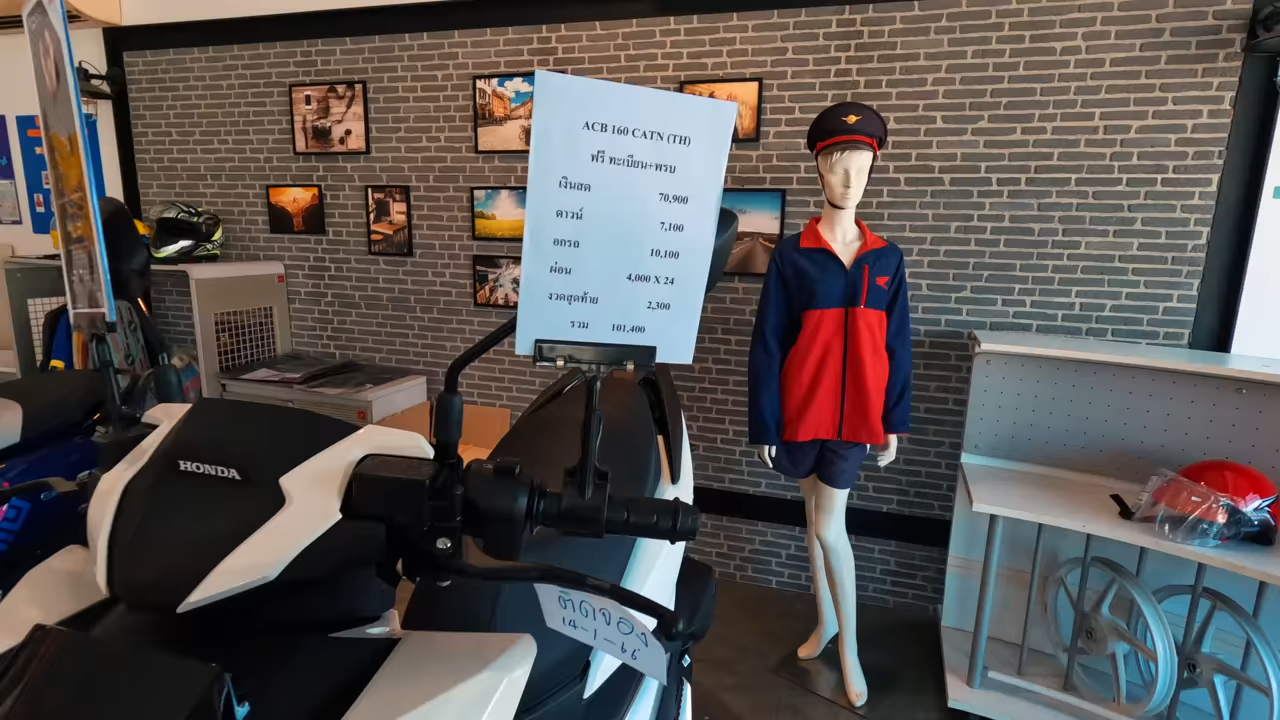 ACB 160 CATN (TH)
ฟรี ทะเบียน+พรบ
เงินสด 70,900
ดาวน์ 7,100
ออกรถ 10,100
ผ่อน 4,000 X 24
งวดสุดท้าย 2,300
รวม 101,400
HONDA
ติดจอง
14-1-66